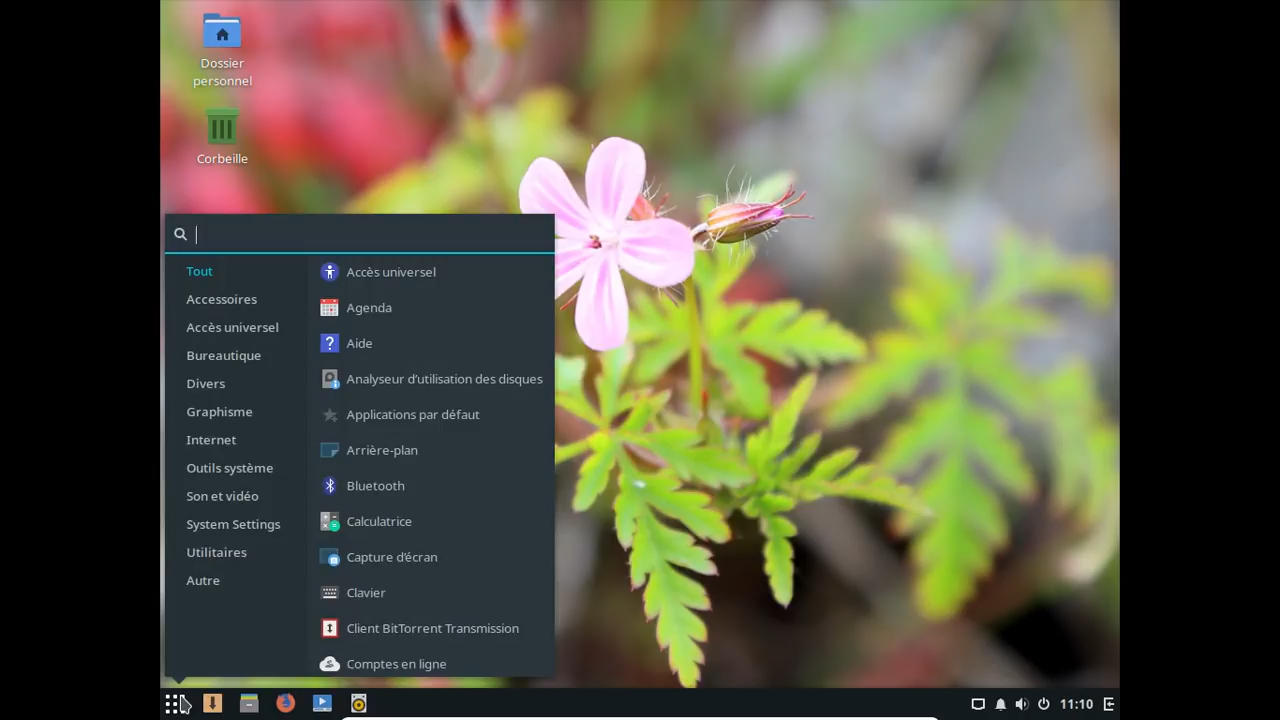 Dossier
personnel
Corbeille
Tout
Accessoires
Accès universel
Bureautique
Divers
Graphisme
Internet
Outils système
Son et vidéo
System Settings
Utilitaires
Autre
Accès universel
Agenda
Aide
Analyseur d’utilisation des disques
Applications par défaut
Arrière-plan
Bluetooth
Calculatrice
Capture d’écran
Clavier
Client BitTorrent Transmission
Comptes en ligne
11:10